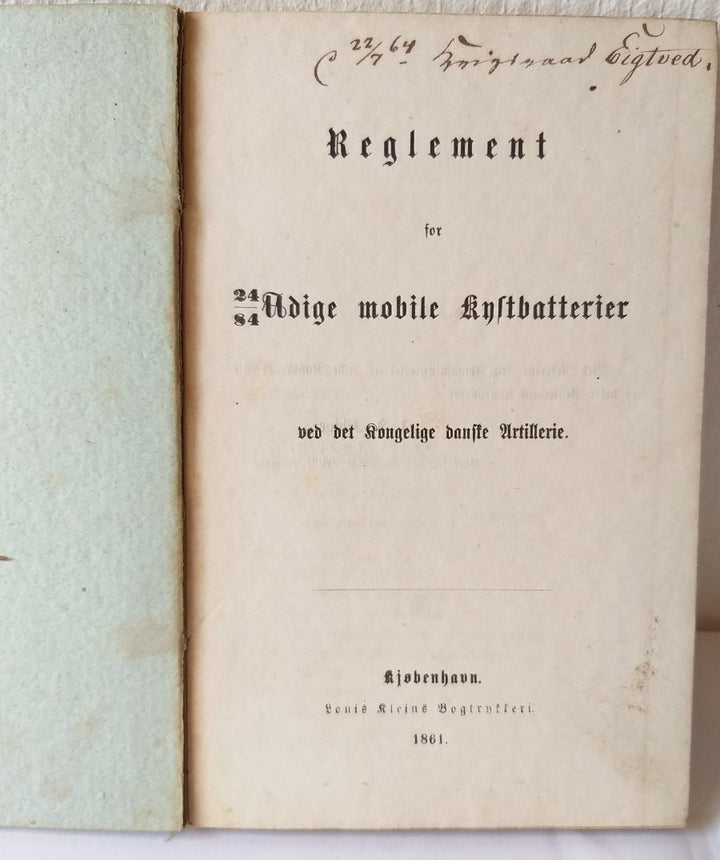 22/7 64 Krigsraad Eigtved.
Reglement
for
24/84 Udige mobile Kystbatterier
ved det Kongelige danske Artillerie.
Kjøbenhavn.
Louis Kleins Bogtrykkeri.
1861.